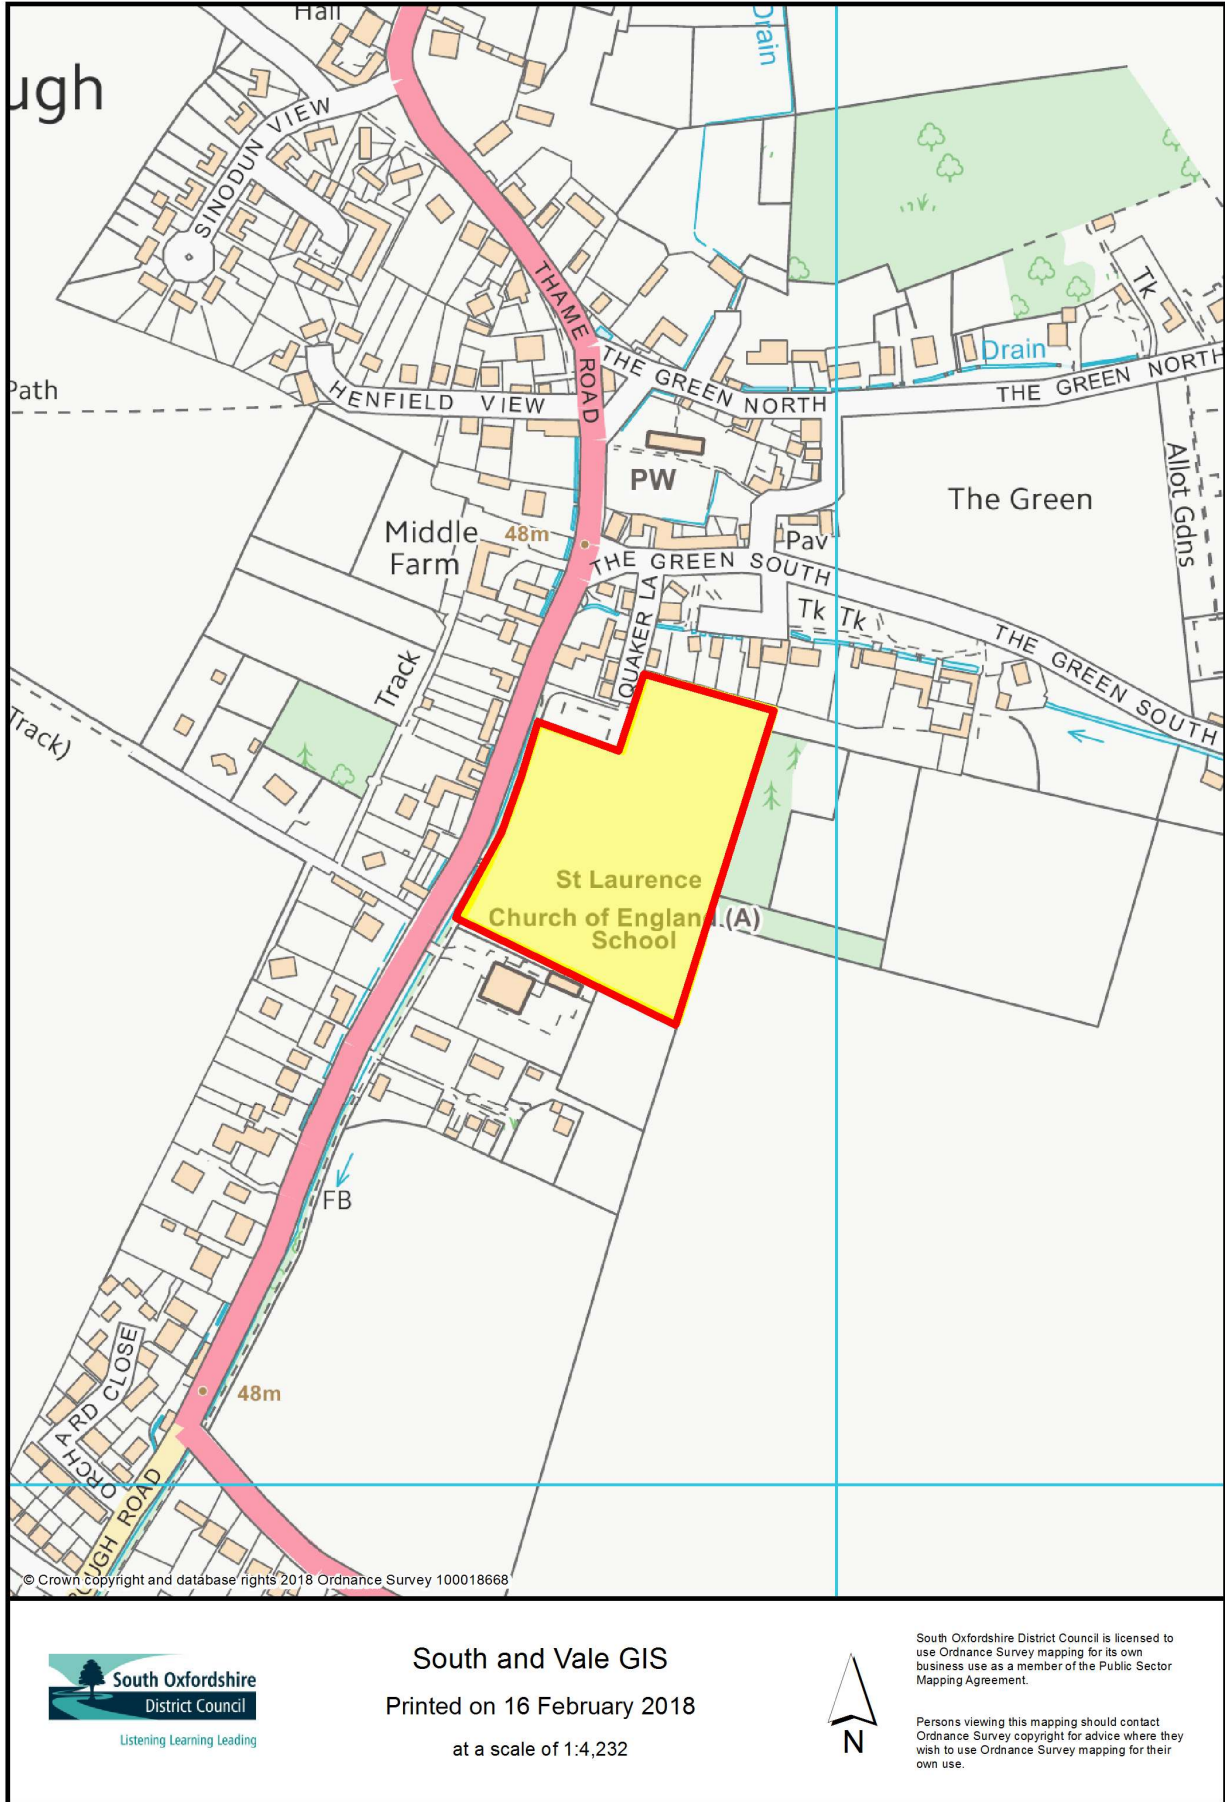 Hall
Drain
ugh
SINODUN VIEW
THAME ROAD
Tk
Drain
THE GREEN NORTH
THE GREEN NORTH
Path
HENFIELD VIEW
PW
The Green
Allot Gdns
Middle
Farm
48m
Pav
THE GREEN SOUTH
QUAKER LA
Tk Tk
THE GREEN SOUTH
Track
Track)
St Laurence
Church of England (A)
School
FB
48m
ORCHARD CLOSE
OUGH ROAD
© Crown copyright and database rights 2018 Ordnance Survey 100018668
South Oxfordshire
District Council
Listening Learning Leading
South and Vale GIS
Printed on 16 February 2018
at a scale of 1:4,232
N
South Oxfordshire District Council is licensed to
use Ordnance Survey mapping for its own
business use as a member of the Public Sector
Mapping Agreement.
Persons viewing this mapping should contact
Ordnance Survey copyright for advice where they
wish to use Ordnance Survey mapping for their
own use.